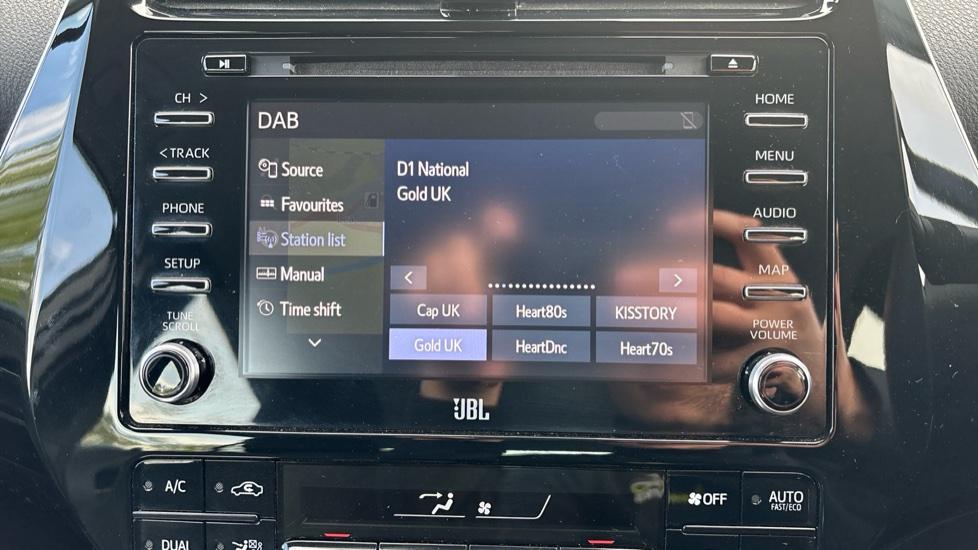 CH >
< TRACK
PHONE
SETUP
TUNE
SCROLL
DAB
Source
Favourites
Station list
Manual
Time shift
D1 National
Gold UK
< >
Cap UK Heart80s KISSTORY
Gold UK HeartDnc Heart70s
HOME
MENU
AUDIO
MAP
POWER
VOLUME
JBL
A/C
OFF
AUTO
FAST/ECO
DUAL